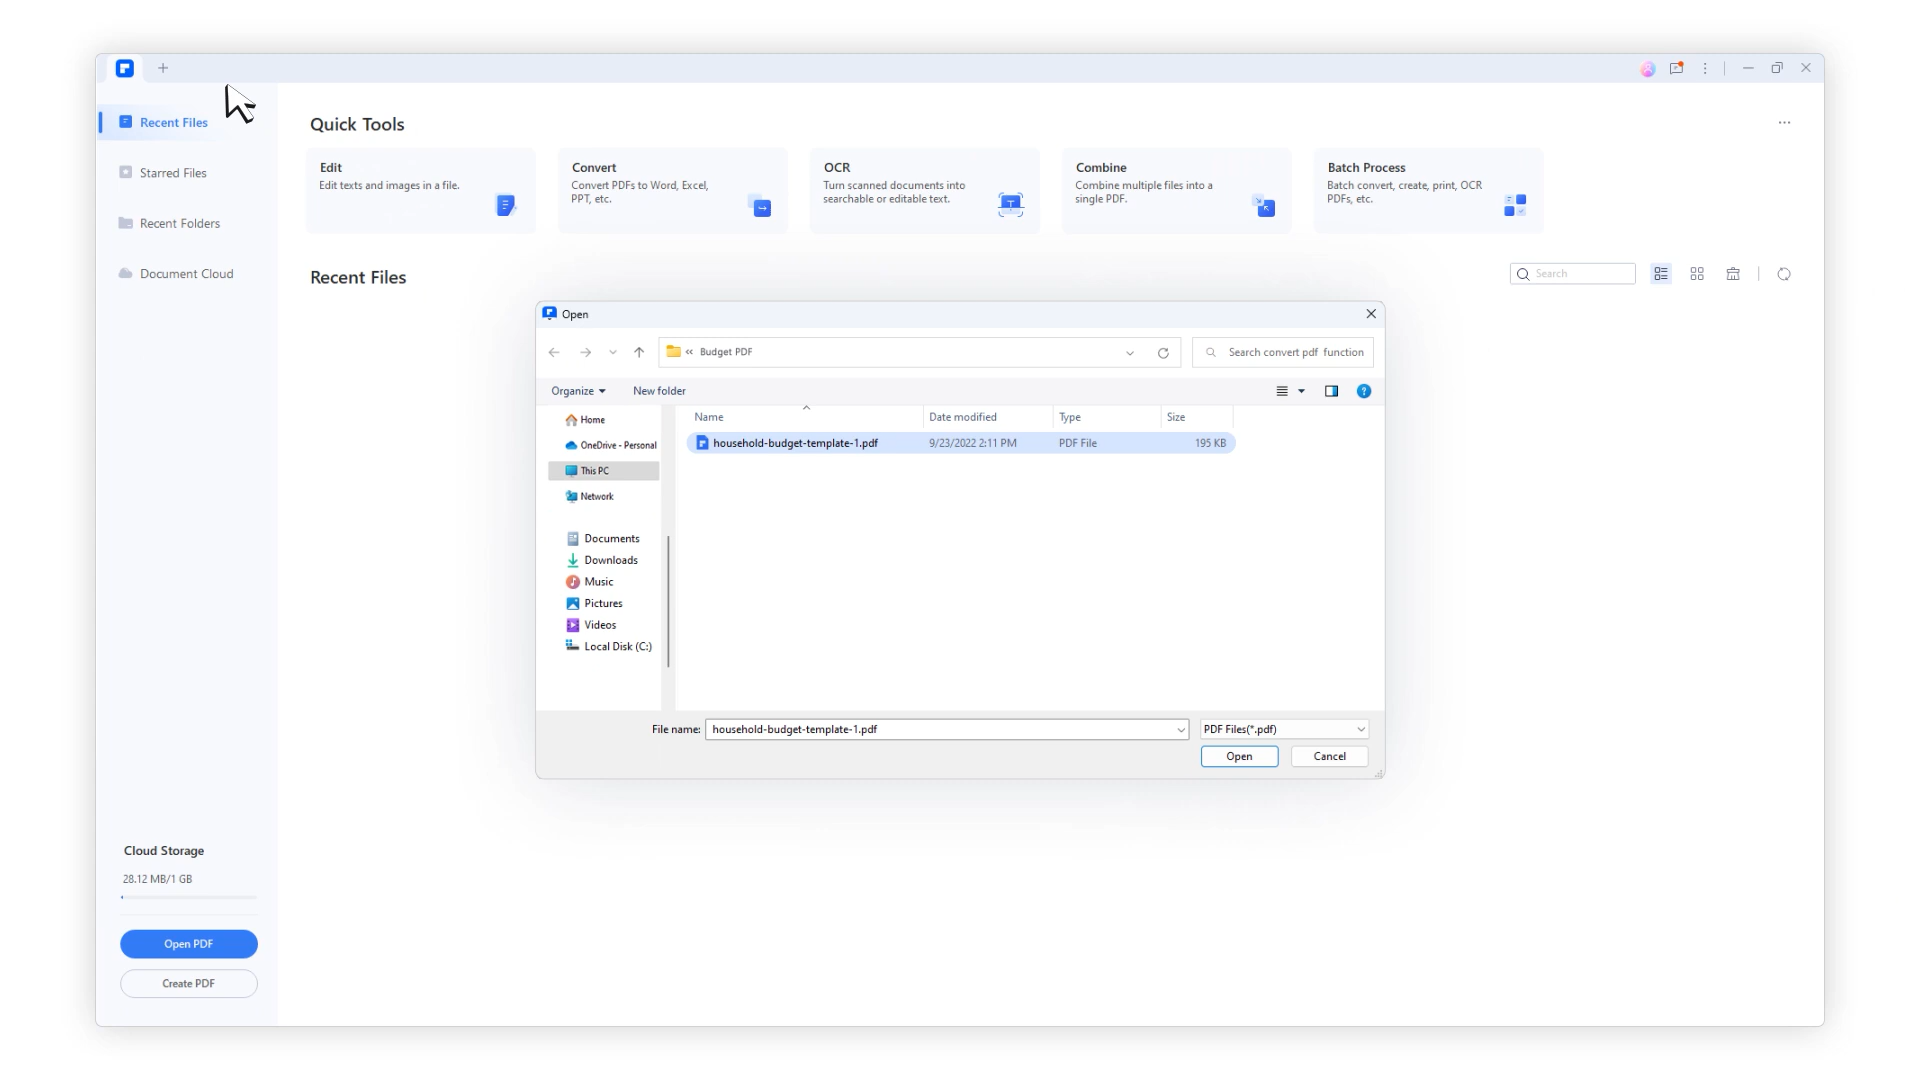 Recent Files
Starred Files
Recent Folders
Document Cloud
Quick Tools
Edit
Edit texts and images in a file.
Convert
Convert PDFs to Word, Excel,
PPT, etc.
OCR
Turn scanned documents into
searchable or editable text.
Combine
Combine multiple files into a
single PDF.
Batch Process
Batch convert, create, print, OCR
PDFs, etc.
Recent Files
Search
Open
« Budget PDF
Search convert pdf function
Organize
New folder
Name Date modified Type Size
household-budget-template-1.pdf 9/23/2022 2:11 PM PDF File 195 KB
Home
OneDrive - Personal
This PC
Network
Documents
Downloads
Music
Pictures
Videos
Local Disk (C:)
File name: household-budget-template-1.pdf PDF Files(*.pdf)
Open Cancel
Cloud Storage
28.12 MB/1 GB
Open PDF
Create PDF